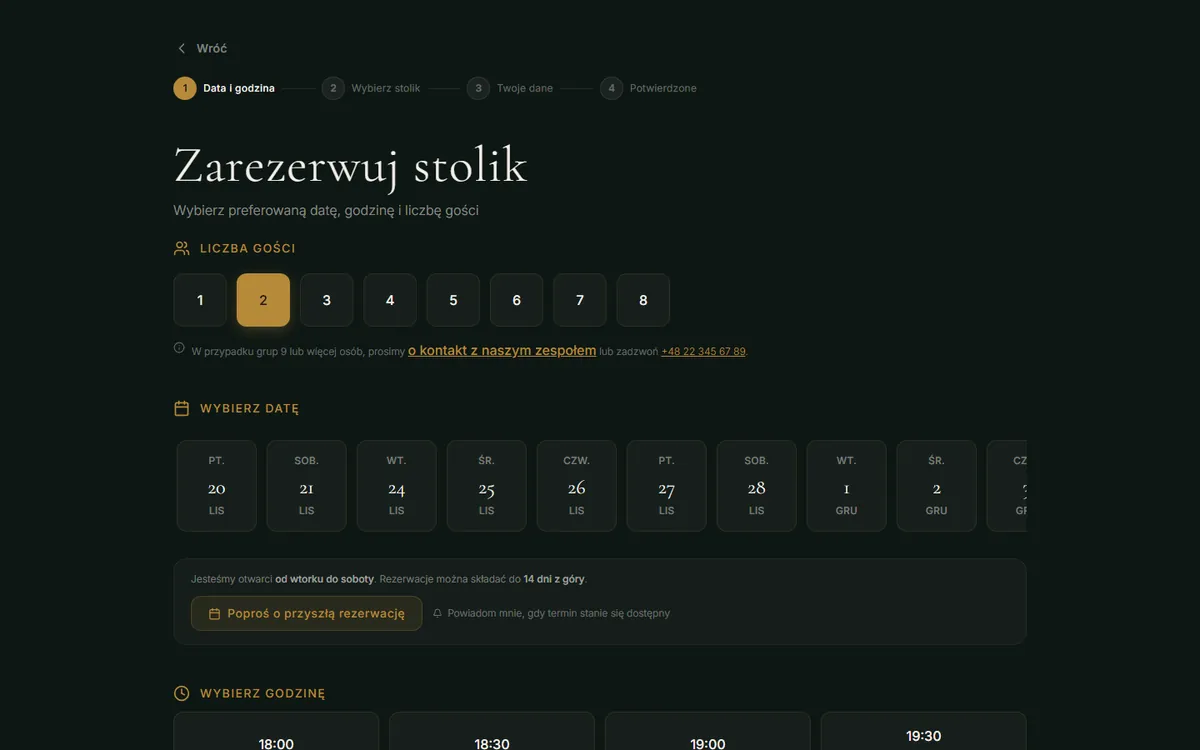 Wróć
1 Data i godzina 2 Wybierz stolik 3 Twoje dane 4 Potwierdzone
Zarezerwuj stolik
Wybierz preferowaną datę, godzinę i liczbę gości
LICZBA GOŚCI
1 2 3 4 5 6 7 8
W przypadku grup 9 lub więcej osób, prosimy o kontakt z naszym zespołem lub zadzwoń +48 22 345 67 89.
WYBIERZ DATĘ
PT. SOB. WT. ŚR. CZW. PT. SOB. WT. ŚR. CZ
20 21 24 25 26 27 28 1 2
LIS LIS LIS LIS LIS LIS LIS GRU GRU
Jesteśmy otwarci od wtorku do soboty. Rezerwacje można składać do 14 dni z góry.
Poproś o przyszłą rezerwację Powiadom mnie, gdy termin stanie się dostępny
WYBIERZ GODZINĘ
18:00 18:30 19:00 19:30